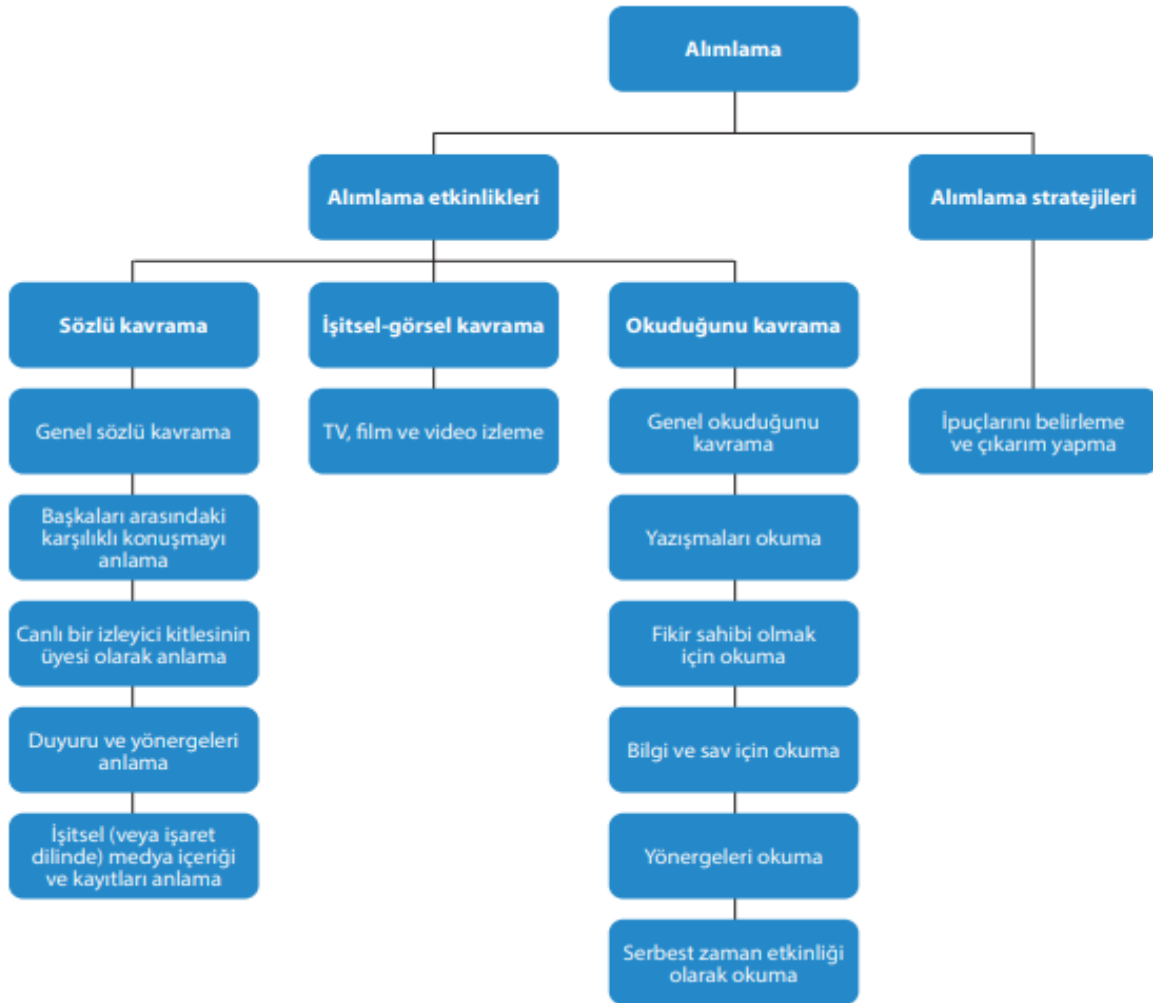 Alımlama
Alımlama etkinlikleri
Alımlama stratejileri
Sözlü kavrama
İşitsel-görsel kavrama
Okuduğunu kavrama
Genel sözlü kavrama
TV, film ve video izleme
Genel okuduğunu
kavrama
İpuçlarını belirleme
ve çıkarım yapma
Başkaları arasındaki
karşılıklı konuşmayı
anlama
Yazışmaları okuma
Canlı bir izleyici kitlesinin
üyesi olarak anlama
Fikir sahibi olmak
için okuma
Duyuru ve yönergeleri
anlama
Bilgi ve sav için okuma
İşitsel (veya işaret
dilinde) medya içeriği
ve kayıtları anlama
Yönergeleri okuma
Serbest zaman etkinliği
olarak okuma